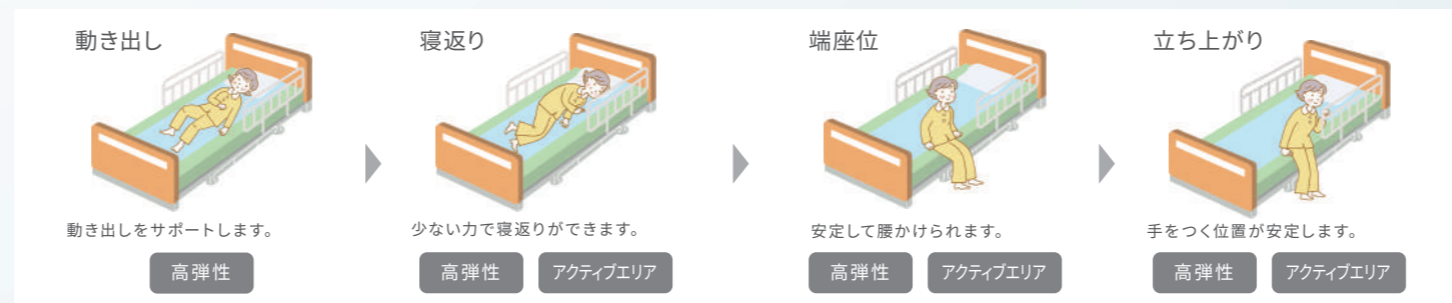 動き出し
動き出しをサポートします。
高弾性
寝返り
少ない力で寝返りができます。
高弾性
アクティブエリア
端座位
安定して腰かけられます。
高弾性
アクティブエリア
立ち上がり
手をつく位置が安定します。
高弾性
アクティブエリア